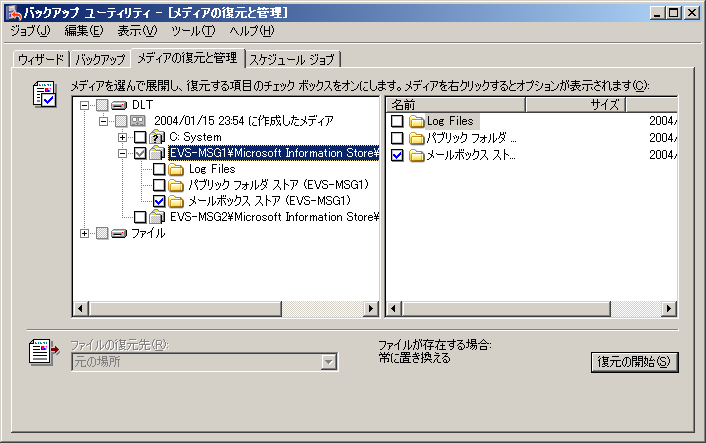 バックアップ ユーティリティ - [メディアの復元と管理]
ジョブ(J) 編集(E) 表示(V) ツール(T) ヘルプ(H)
ウィザード バックアップ メディアの復元と管理 スケジュール ジョブ
メディアを選んで展開し、復元する項目のチェック ボックスをオンにします。メディアを右クリックするとオプションが表示されます(C):
DLT
2004/01/15 23:54 に作成したメディア
C: System
EVS-MSG1¥Microsoft Information Store¥
Log Files
パブリック フォルダ ストア (EVS-MSG1)
メールボックス ストア (EVS-MSG1)
EVS-MSG2¥Microsoft Information Store¥
ファイル
名前 サイズ
Log Files 2004/
パブリック フォルダ ... 2004/
メールボックス スト... 2004/
ファイルの復元先(R):
元の場所
ファイルが存在する場合:
常に置き換える
復元の開始(S)